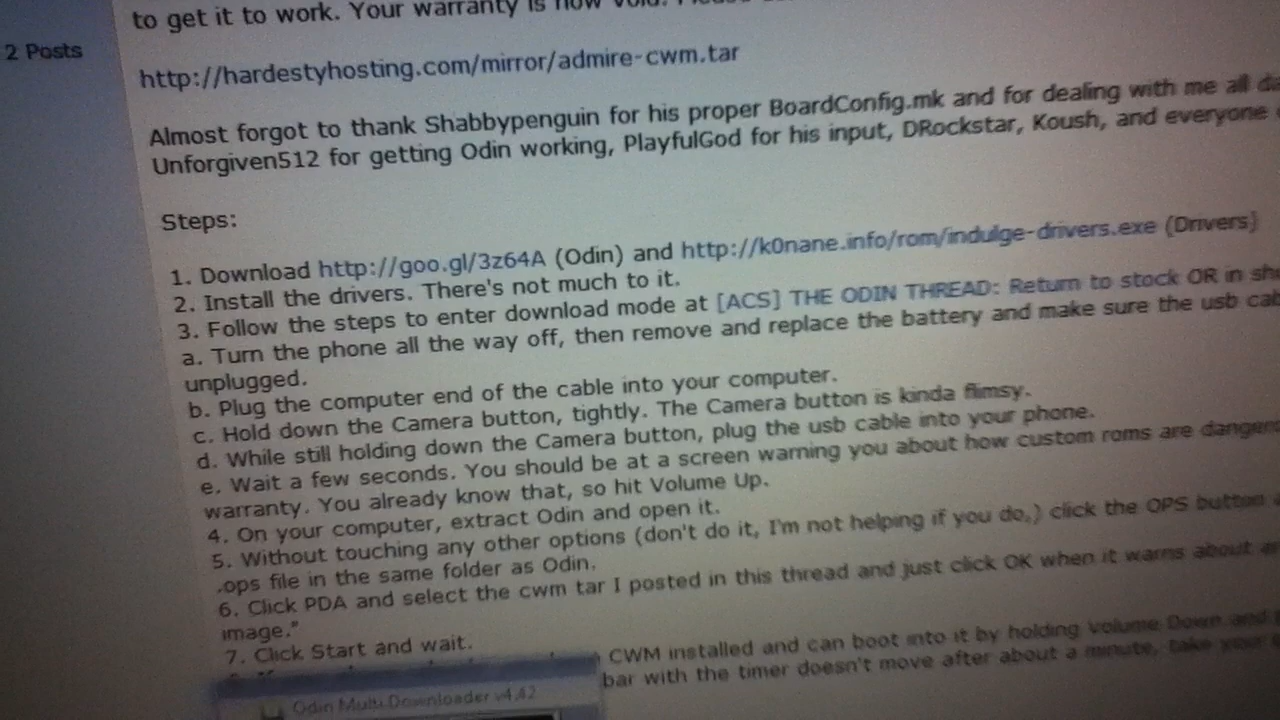 to get it to work. Your warranty is now void.
2 Posts
http://hardestyhosting.com/mirror/admire-cwm.tar
Almost forgot to thank Shabbypenguin for his proper BoardConfig.mk and for dealing with me all
Unforgiven512 for getting Odin working, PlayfulGod for his input, DRockstar, Koush, and everyone
Steps:
1. Download http://goo.gl/3z64A (Odin) and http://k0nane.info/rom/indulge-drivers.exe (Drivers)
2. Install the drivers. There's not much to it.
3. Follow the steps to enter download mode at [ACS] THE ODIN THREAD: Return to stock OR in
a. Turn the phone all the way off, then remove and replace the battery and make sure the usb
unplugged.
b. Plug the computer end of the cable into your computer.
c. Hold down the Camera button, tightly. The Camera button is kinda flimsy.
d. While still holding down the Camera button, plug the usb cable into your phone.
e. Wait a few seconds. You should be at a screen warning you about how custom roms are
warranty. You already know that, so hit Volume Up.
4. On your computer, extract Odin and open it.
5. Without touching any other options (don't do it, I'm not helping if you do,) click the OPS button
.ops file in the same folder as Odin.
6. Click PDA and select the cwm tar I posted in this thread and just click OK when it warns about
image."
7. Click Start and wait.
CWM installed and can boot into it by holding Volume Down and
bar with the timer doesn't move after about a minute, take your
Odin Multi Downloader v4.42